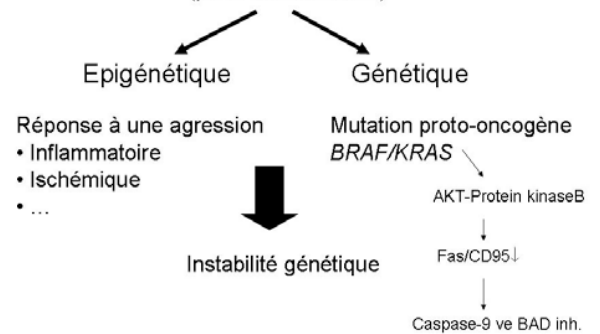 Epigénétique
Génétique
Réponse à une agression
• Inflammatoire
• Ischémique
• ...
Mutation proto-oncogène
BRAF/KRAS
AKT-Protein kinaseB
Fas/CD95↓
Caspase-9 ve BAD inh.
Instabilité génétique